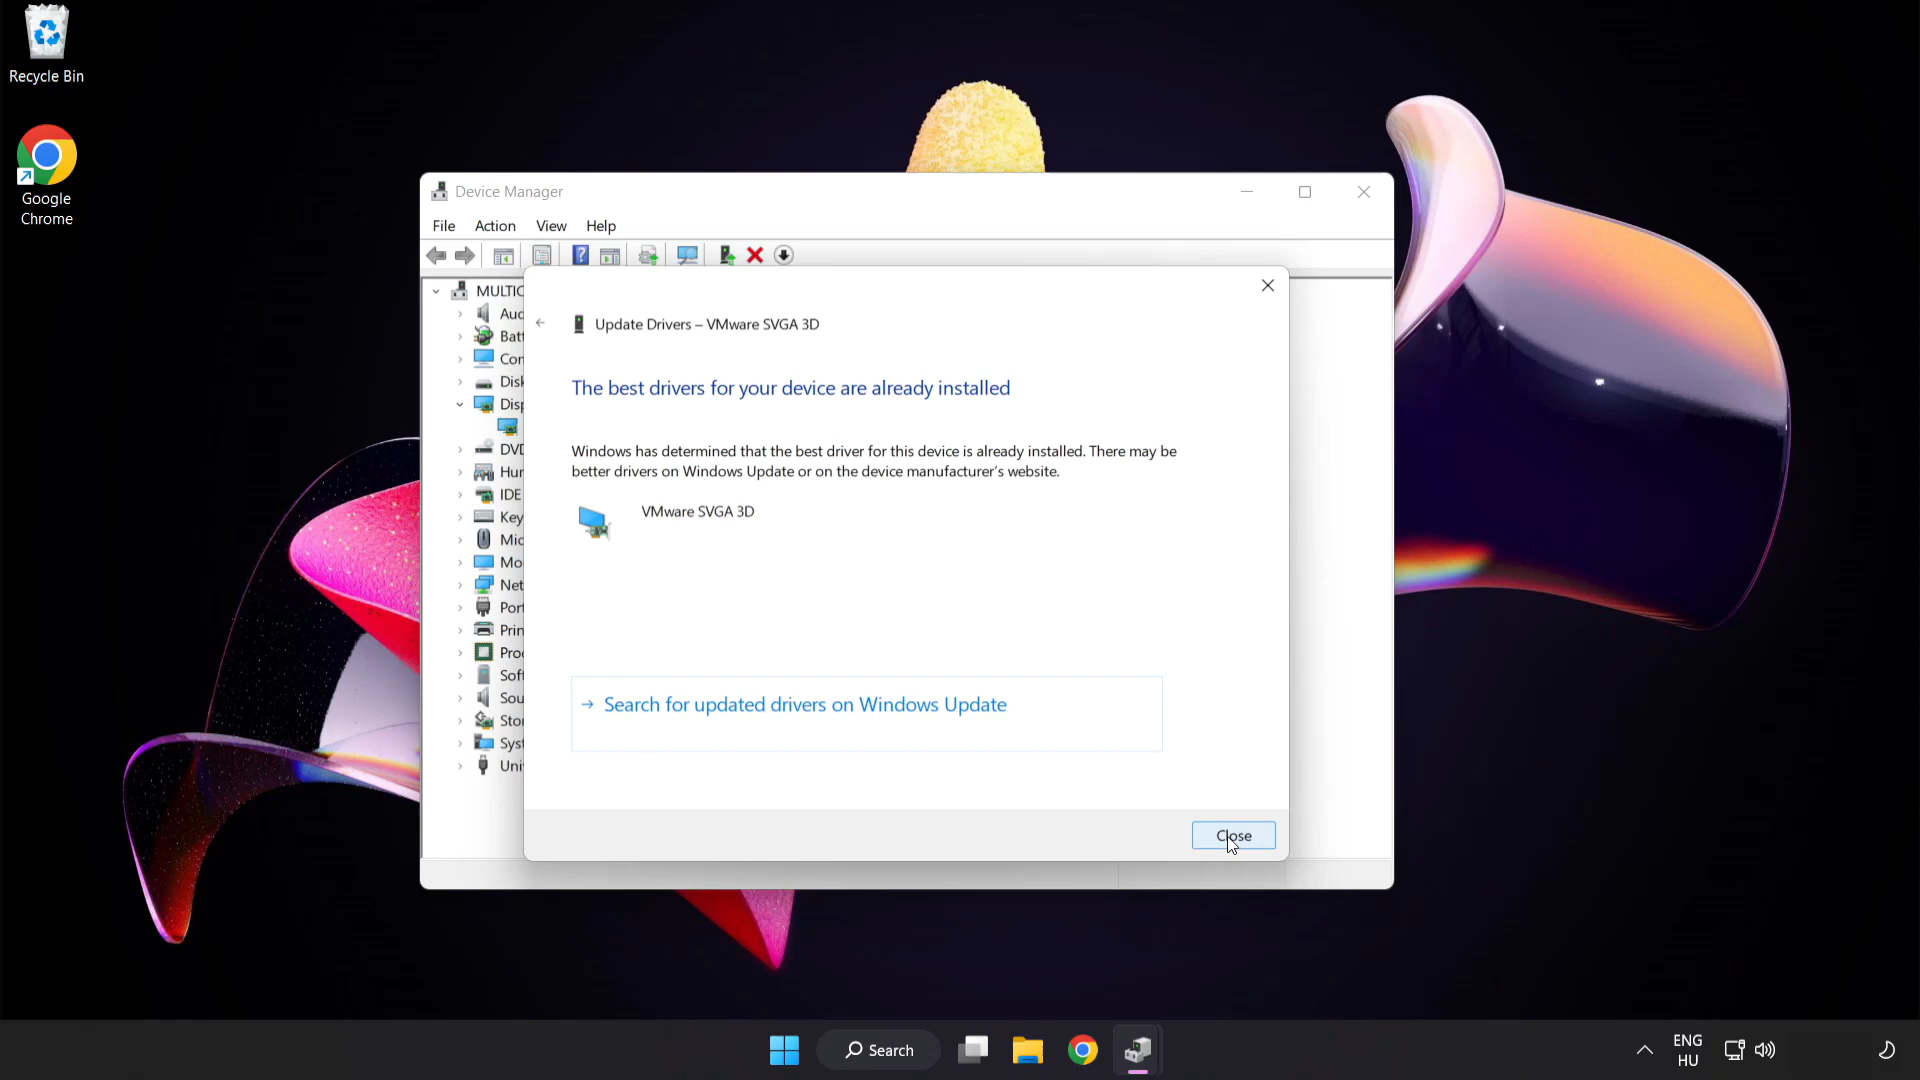 Recycle Bin
Google
Chrome
Device Manager
File Action View Help
MULTIC
Aud
Batt
Con
Disk
Disp
DVD
Hur
IDE
Key
Mic
Mo
Net
Port
Prin
Proc
Soft
Sou
Stor
Syst
Uni
Update Drivers – VMware SVGA 3D
The best drivers for your device are already installed
Windows has determined that the best driver for this device is already installed. There may be
better drivers on Windows Update or on the device manufacturer's website.
VMware SVGA 3D
Search for updated drivers on Windows Update
Close
Search
ENG
HU